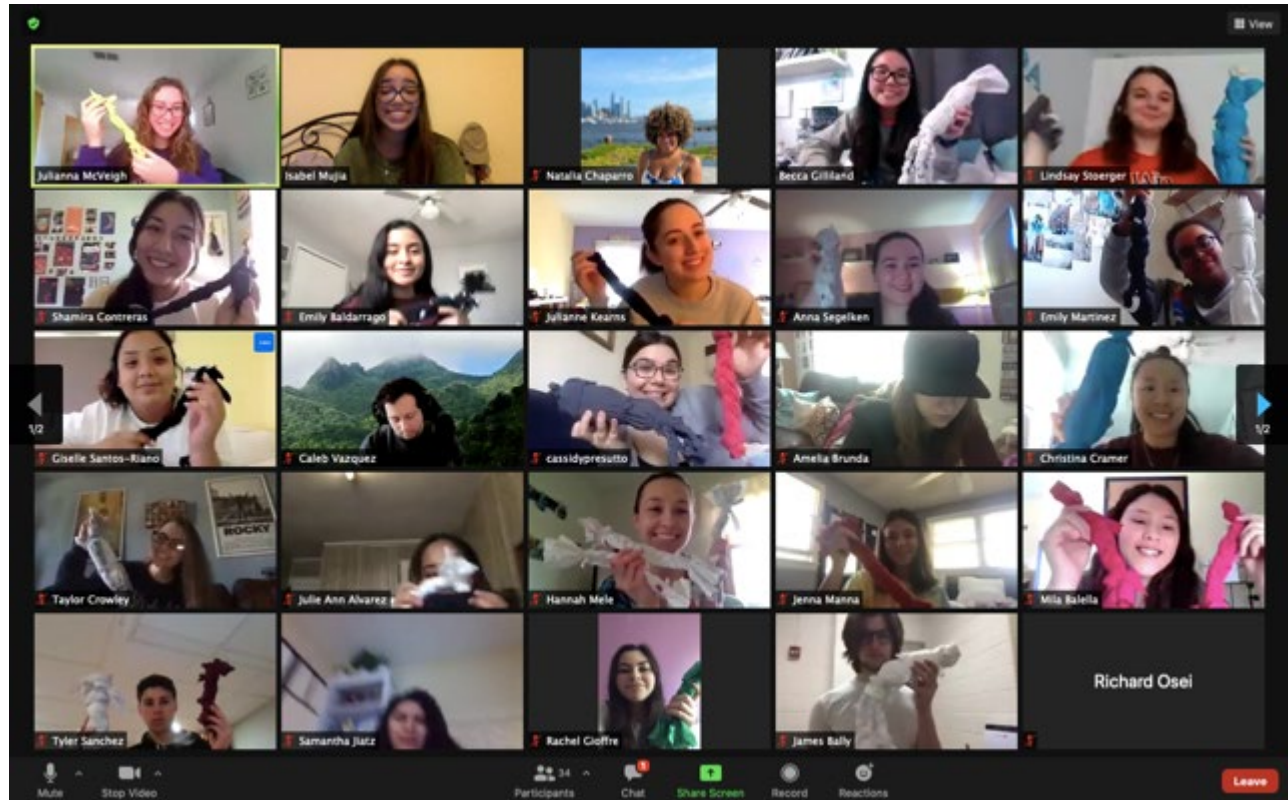 View
Julianna McVeigh
Isabel Mujia
Natalia Chaparro
Becca Gilliland
Lindsay Stoerger
Shamira Contreras
Emily Baldarrago
Julianne Kearns
Anna Segelken
Emily Martinez
Giselle Santos-Riano
Caleb Vazquez
cassidypresutto
Amelia Brunda
Christina Cramer
1/2
1/2
ROCKY
Taylor Crowley
Julie Ann Alvarez
Hannah Mele
Jenna Manna
Mila Balella
Tyler Sanchez
Samantha Jlatz
Rachel Gioffre
James Bally
Richard Osei
Mute
Stop Video
Participants
34
Chat
1
Share Screen
Record
Reactions
Leave